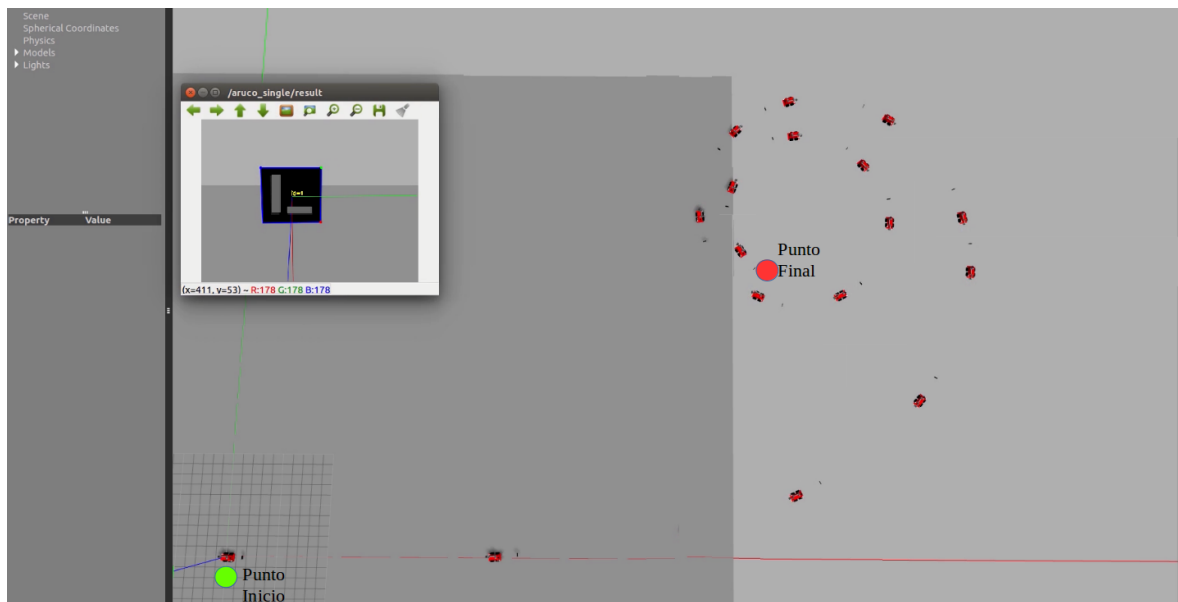 Scene
Spherical Coordinates
Physics
Models
Lights
Property Value
/aruco_single/result
(x=411, y=53) ~ R:178 G:178 B:178
Punto
Final
Punto
Inicio